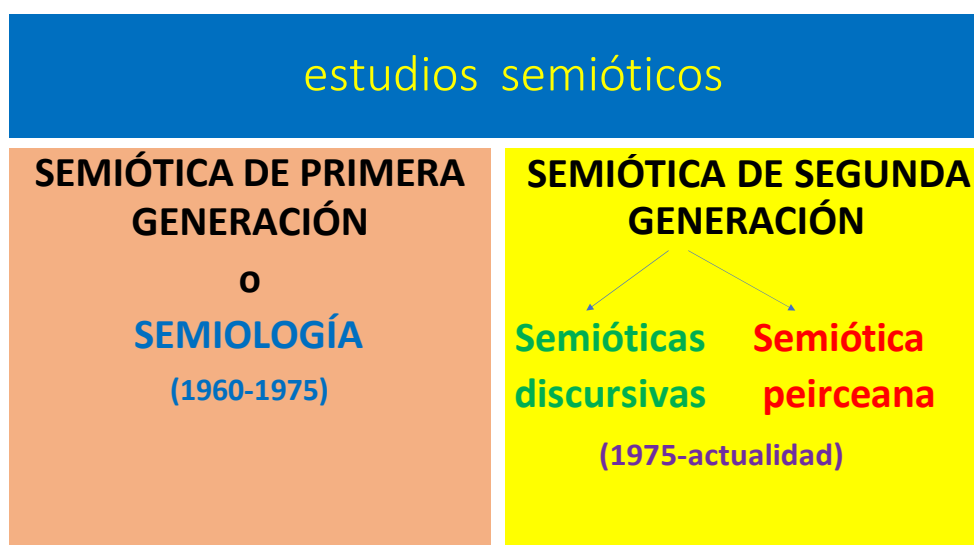 estudios semióticos
SEMIÓTICA DE PRIMERA
GENERACIÓN
o
SEMIOLOGÍA
(1960-1975)
SEMIÓTICA DE SEGUNDA
GENERACIÓN
Semióticas Semiótica
discursivas peirceana
(1975-actualidad)